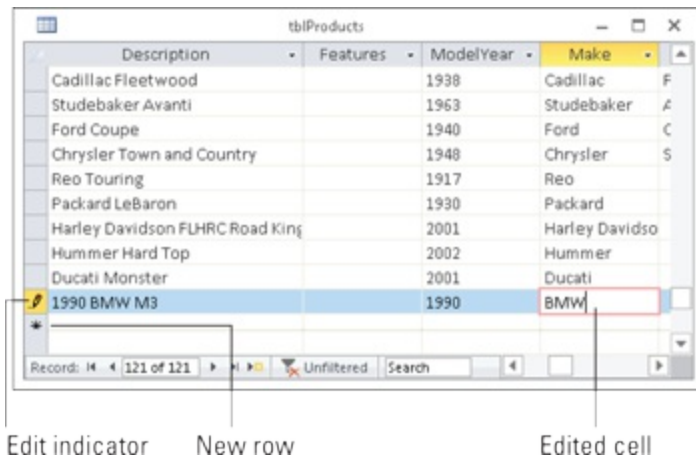 tblProducts
Description Features ModelYear Make
Cadillac Fleetwood 1938 Cadillac F
Studebaker Avanti 1963 Studebaker A
Ford Coupe 1940 Ford C
Chrysler Town and Country 1948 Chrysler S
Reo Touring 1917 Reo
Packard LeBaron 1930 Packard
Harley Davidson FLHRC Road King 2001 Harley Davidso
Hummer Hard Top 2002 Hummer
Ducati Monster 2001 Ducati
1990 BMW M3 1990 BMW
Record: 121 of 121 Unfiltered Search
Edit indicator New row Edited cell